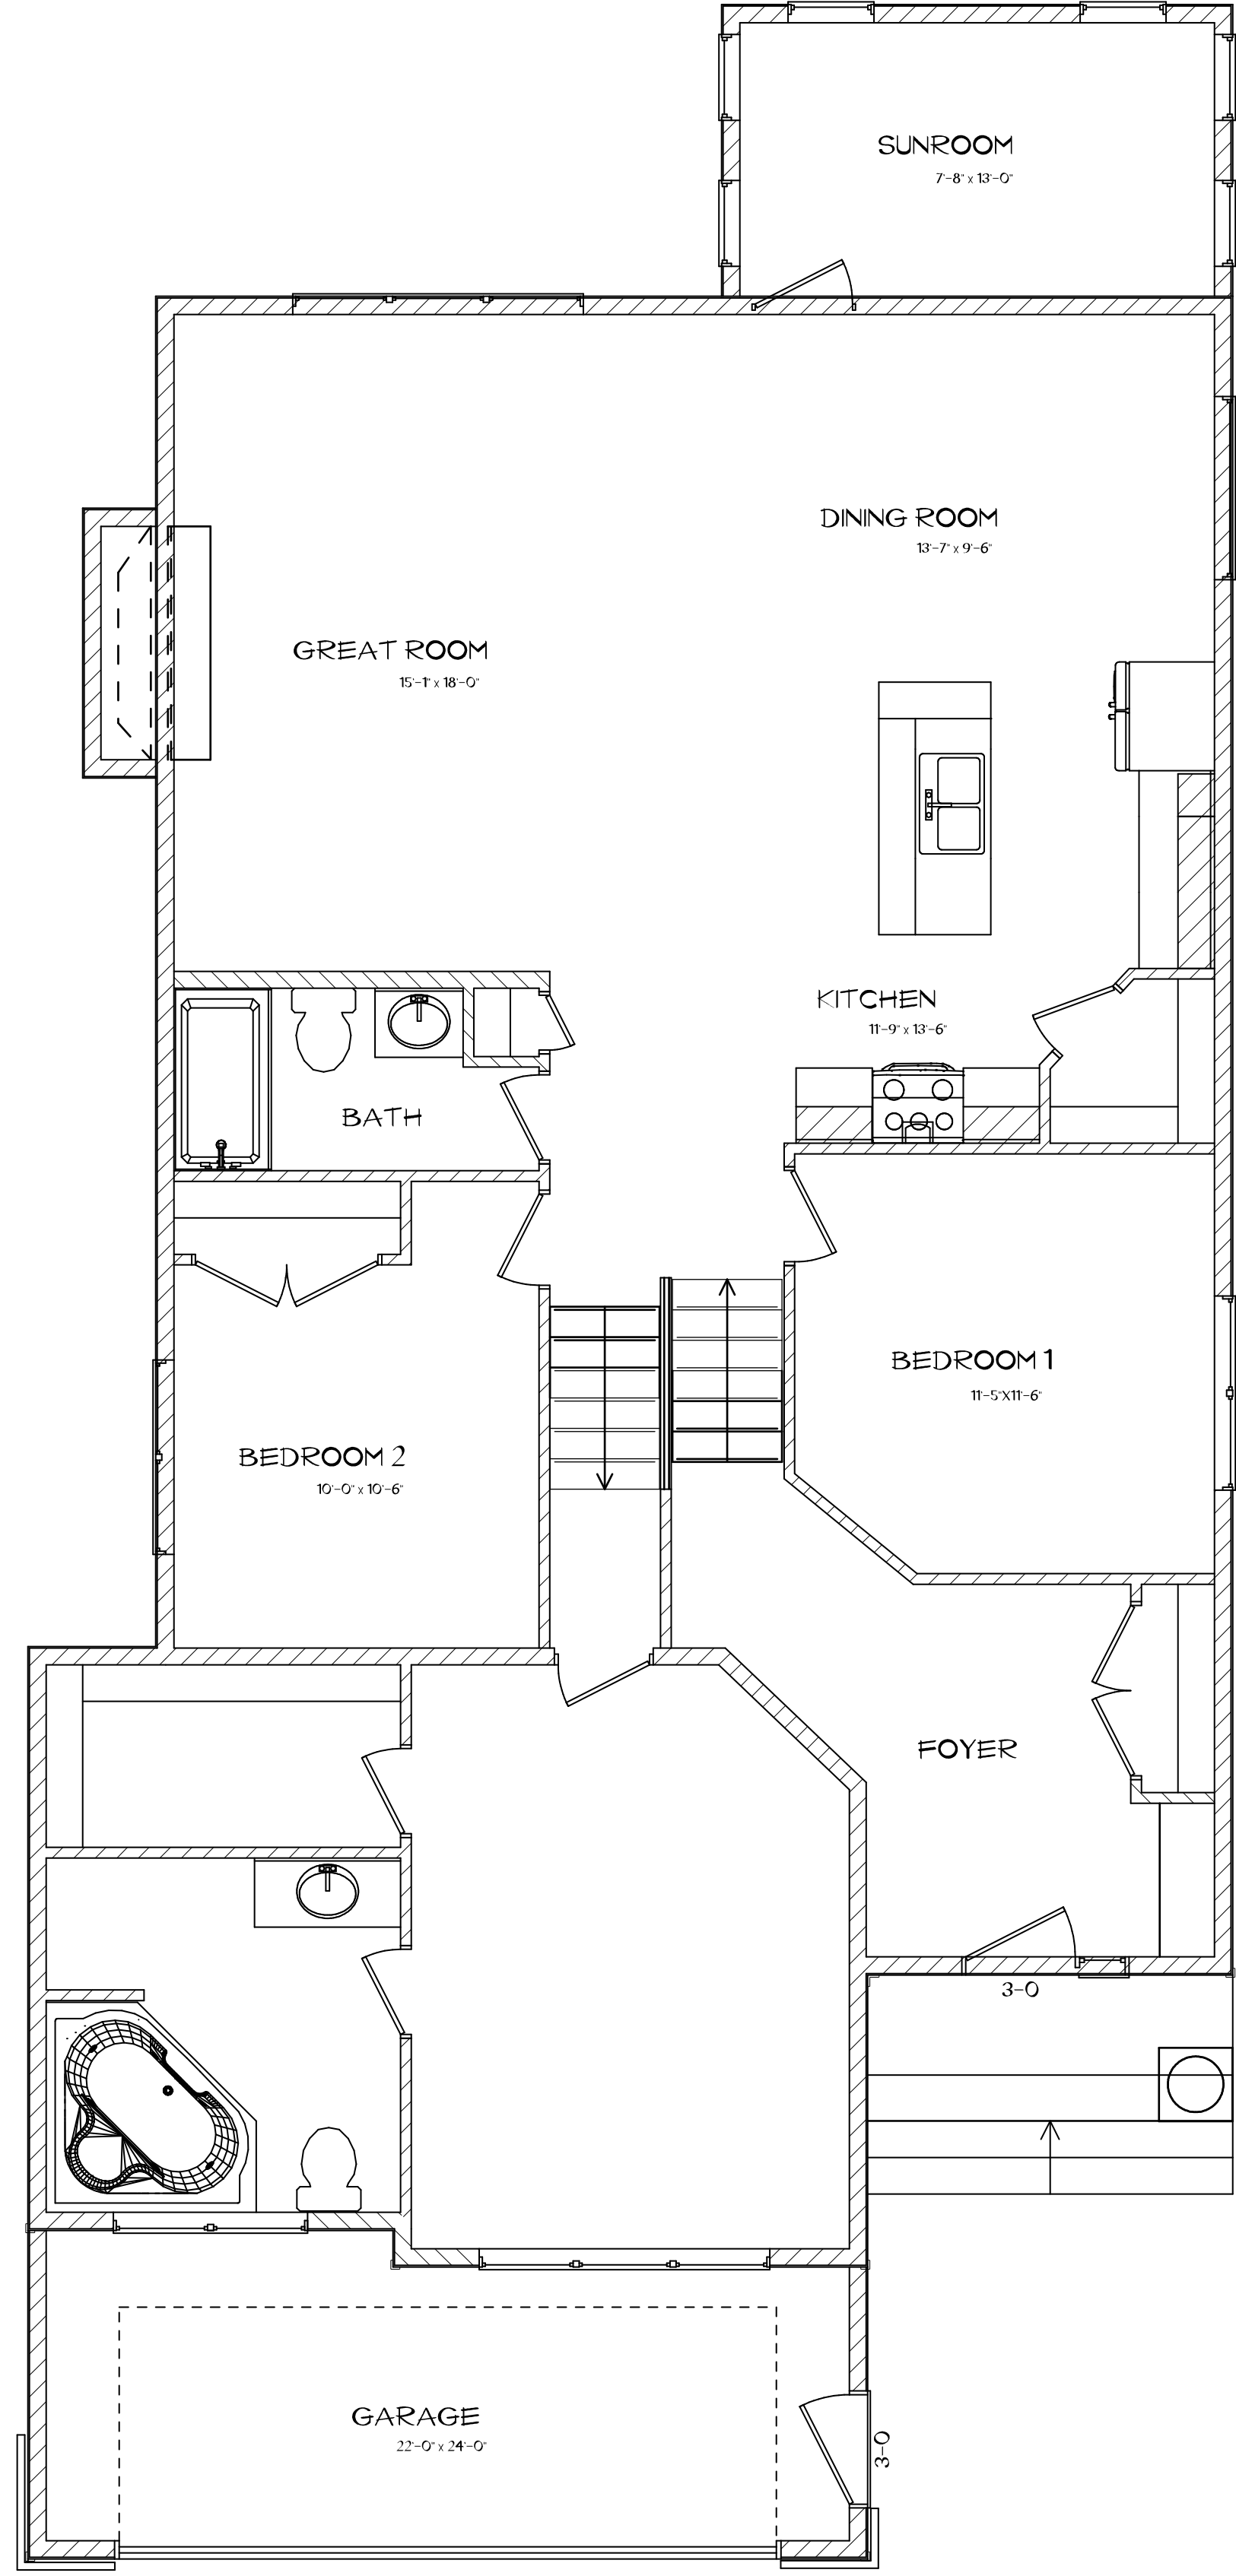 SUNROOM
7'-8" x 13'-0"
DINING ROOM
13'-7" x 9'-6"
GREAT ROOM
15'-1" x 18'-0"
KITCHEN
11'-9" x 13'-6"
BATH
BEDROOM 1
11'-5"X11'-6"
BEDROOM 2
10'-0" x 10'-6"
FOYER
3-0
GARAGE
22'-0" x 24'-0"
3-0